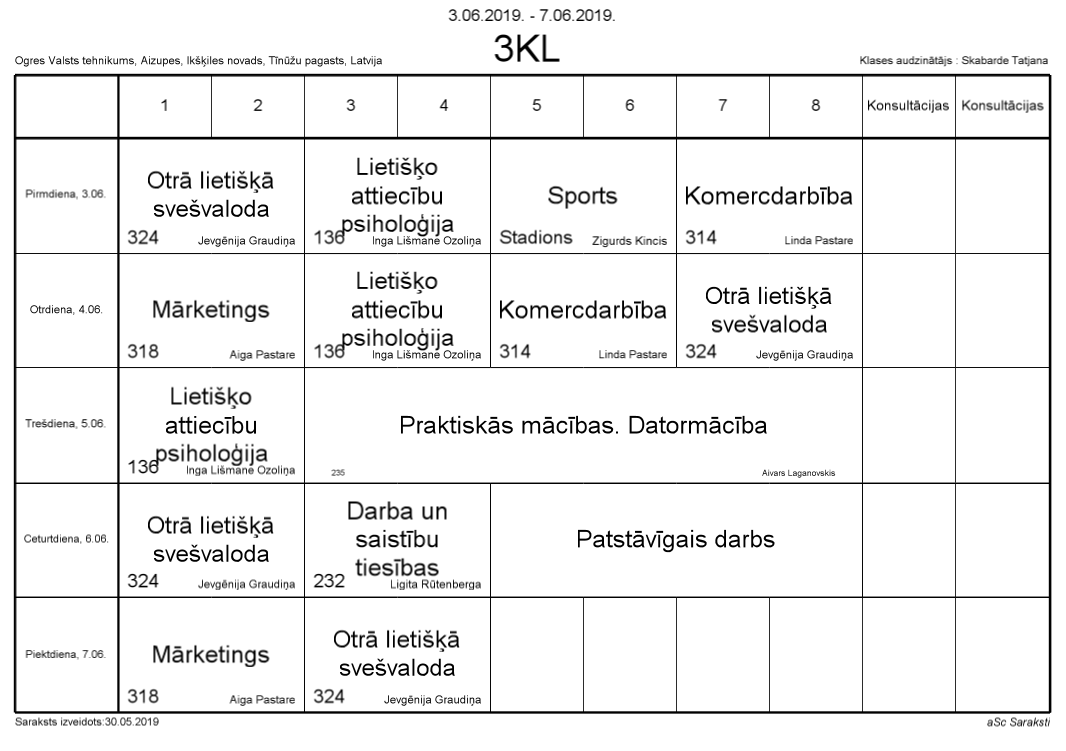 3.06.2019. - 7.06.2019.
3KL
Ogres Valsts tehnikums, Aizupes, Ikšķiles novads, Tīnūžu pagasts, Latvija
Klases audzinātājs : Skabarde Tatjana
1 2 3 4 5 6 7 8 Konsultācijas Konsultācijas
Pirmdiena, 3.06.
Otrā lietišķā
svešvaloda
324 Jevgēnija Graudiņa
Lietišķo
attiecību
psiholoģija
136 Inga Lišmane Ozoliņa
Sports
Stadions Zigurds Kincis
Komercdarbība
314 Linda Pastare
Otrdiena, 4.06.
Mārketings
318 Aiga Pastare
Lietišķo
attiecību
psiholoģija
136 Inga Lišmane Ozoliņa
Komercdarbība
314 Linda Pastare
Otrā lietišķā
svešvaloda
324 Jevgēnija Graudiņa
Trešdiena, 5.06.
Lietišķo
attiecību
psiholoģija
136 Inga Lišmane Ozoliņa
Praktiskās mācības. Datormācība
235 Aivars Laganovskis
Ceturtdiena, 6.06.
Otrā lietišķā
svešvaloda
324 Jevgēnija Graudiņa
Darba un
saistību
tiesības
232 Ligita Rūtenberga
Patstāvīgais darbs
Piektdiena, 7.06.
Mārketings
318 Aiga Pastare
Otrā lietišķā
svešvaloda
324 Jevgēnija Graudiņa
Saraksts izveidots:30.05.2019
aSc Saraksti